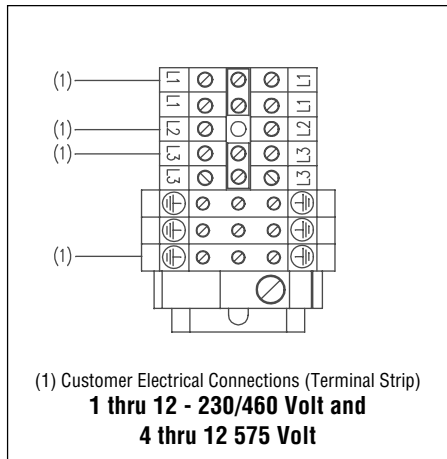 (1) L1 L1
L1 L1
(1) L2 L2
(1) L3 L3
L3 L3
(1)
(1) Customer Electrical Connections (Terminal Strip)
1 thru 12 - 230/460 Volt and
4 thru 12 575 Volt